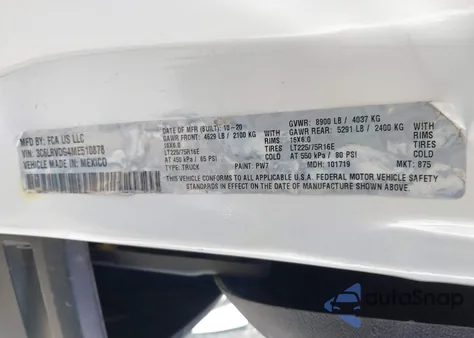 MFD BY: FCA US LLC
DATE OF MFR (BUILT): 10-20
GVWR: 8900 LB / 4037 KG
GAWR FRONT: 4629 LB / 2100 KG
GAWR REAR: 5291 LB / 2400 KG
16X6.0 RIMS: 16X6.0
TIRES:
LT225/75R16E
LT225/75R16E
COLD
AT 450 kPa / 65 PSI
AT 550 kPa / 80 PSI
COLD
VIN: 3C6LRVDG4ME510878
TYPE: TRUCK
PAINT: PW7
MDH: 101719
MKT: 875
VEHICLE MADE IN: MEXICO
THIS VEHICLE CONFORMS TO ALL APPLICABLE U.S.A. FEDERAL MOTOR VEHICLE SAFETY
STANDARDS IN EFFECT ON THE DATE OF MANUFACTURE SHOWN ABOVE.
autoSnap